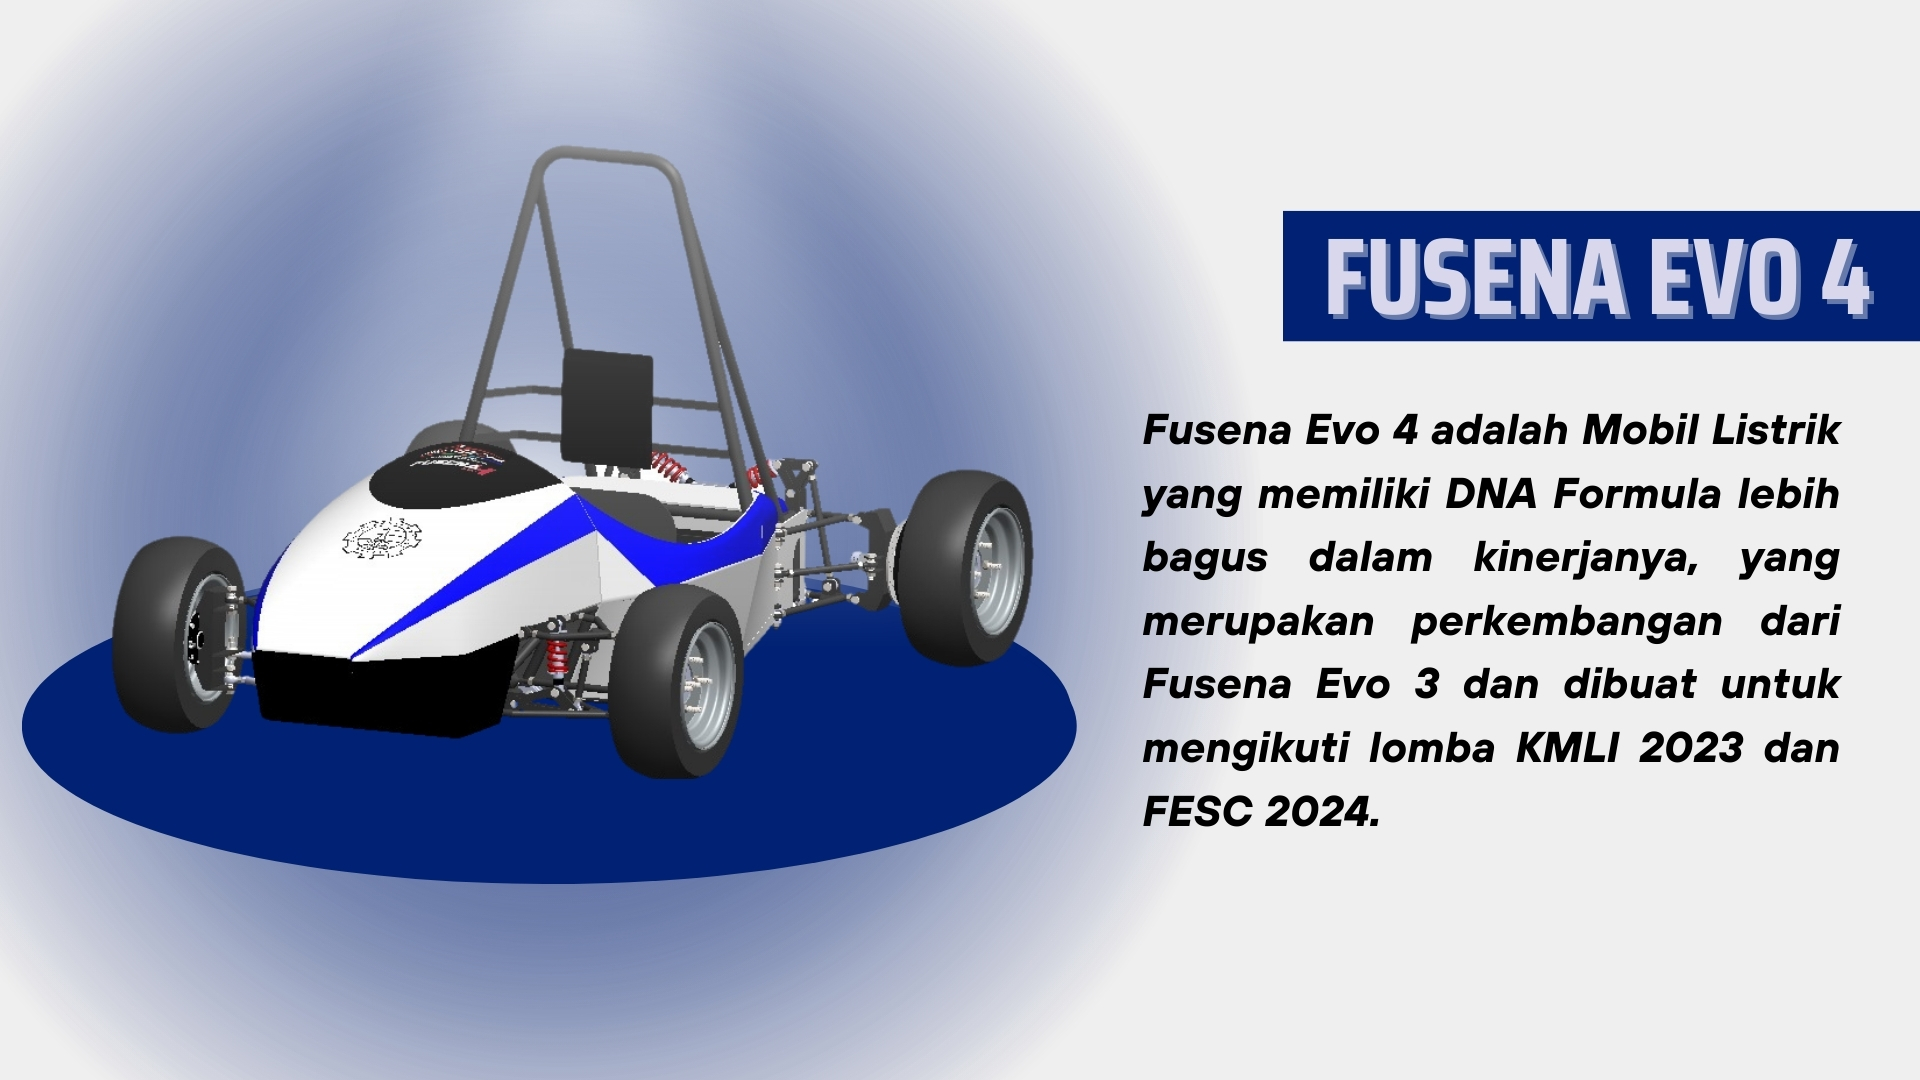 FUSENA EVO 4
Fusena Evo 4 adalah Mobil Listrik
yang memiliki DNA Formula lebih
bagus dalam kinerjanya, yang
merupakan perkembangan dari
Fusena Evo 3 dan dibuat untuk
mengikuti lomba KMLI 2023 dan
FESC 2024.
FUSENA